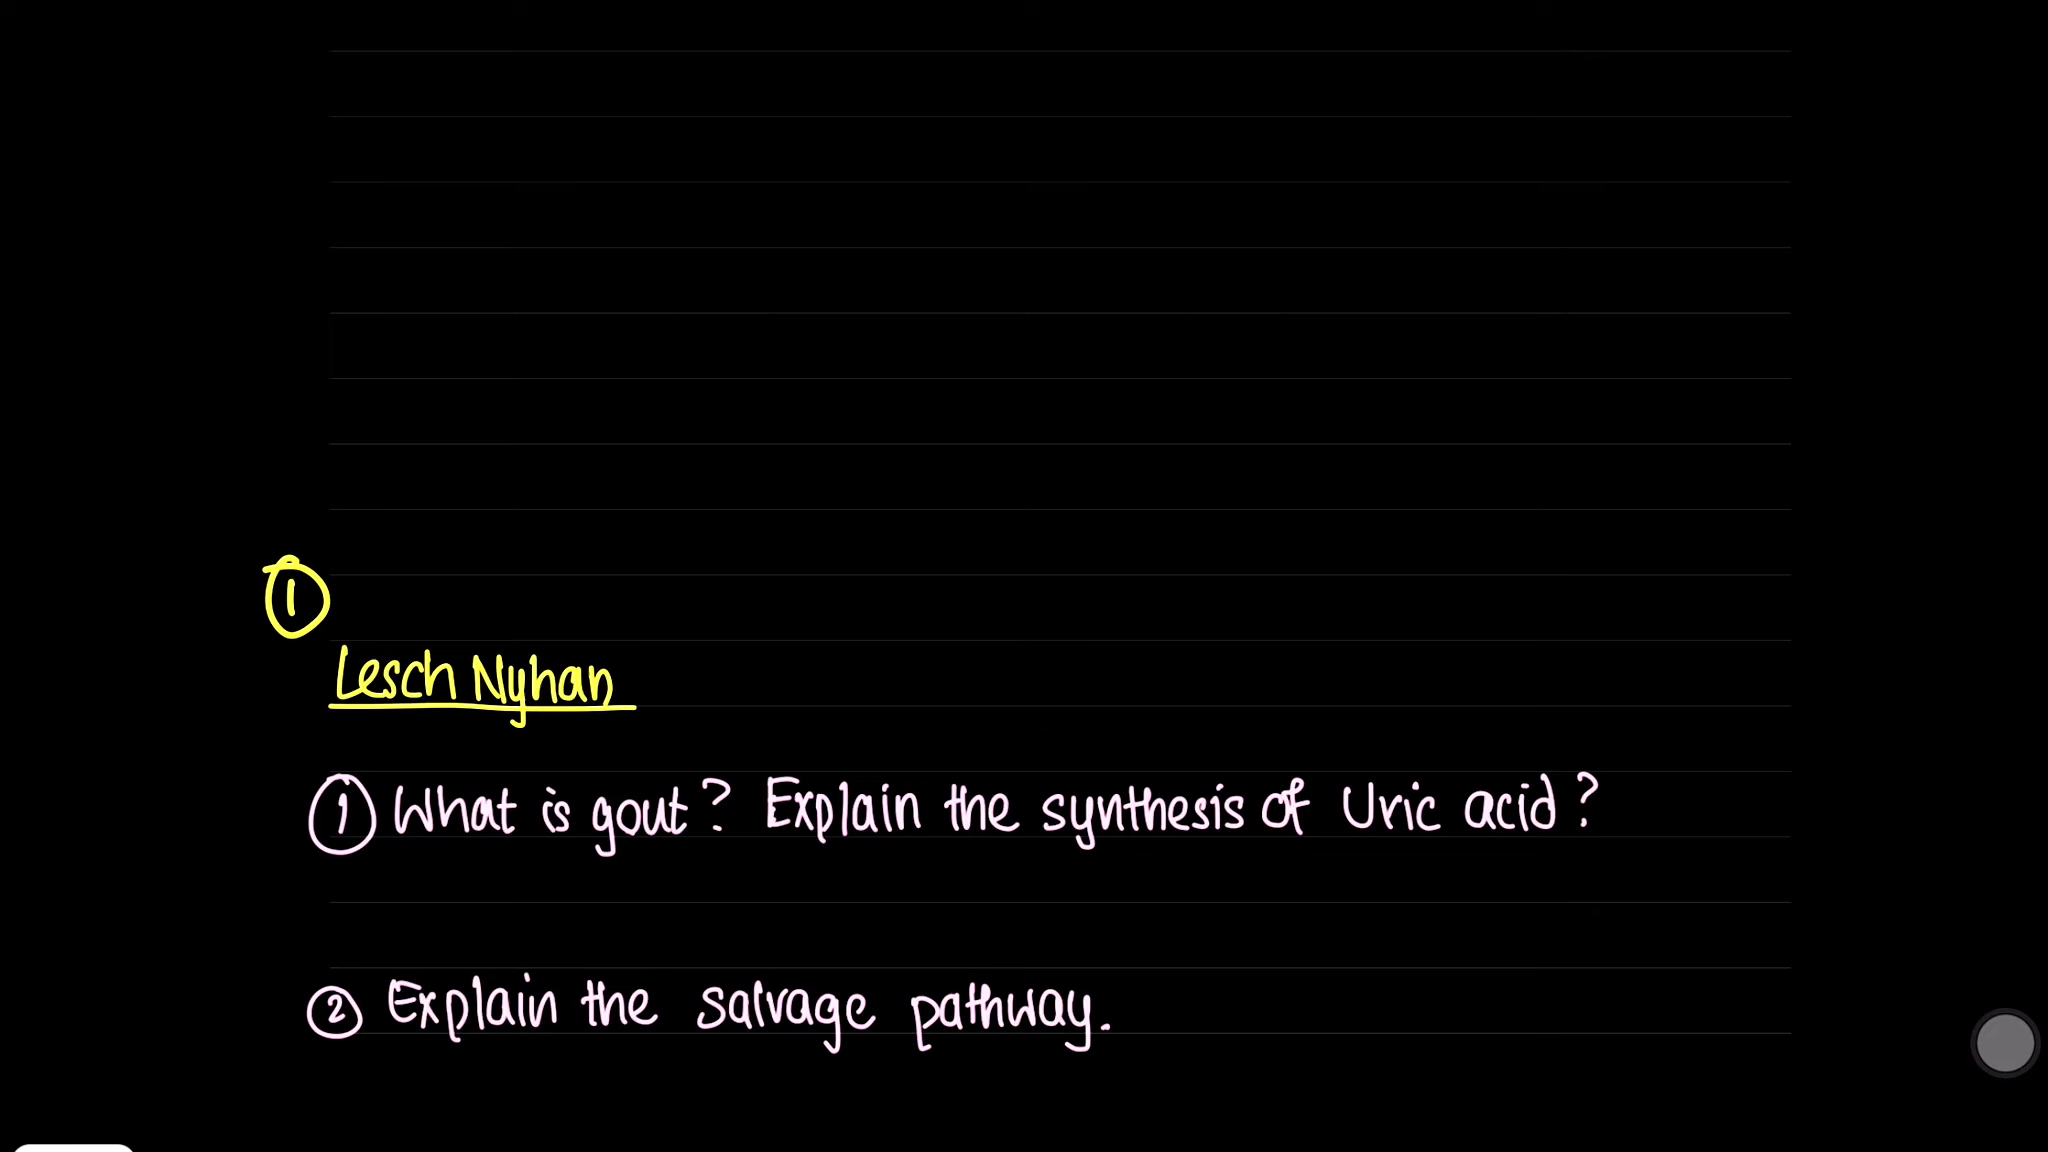 ①
Lesch Nyhan
① What is gout? Explain the synthesis of Uric acid?
② Explain the salvage pathway.